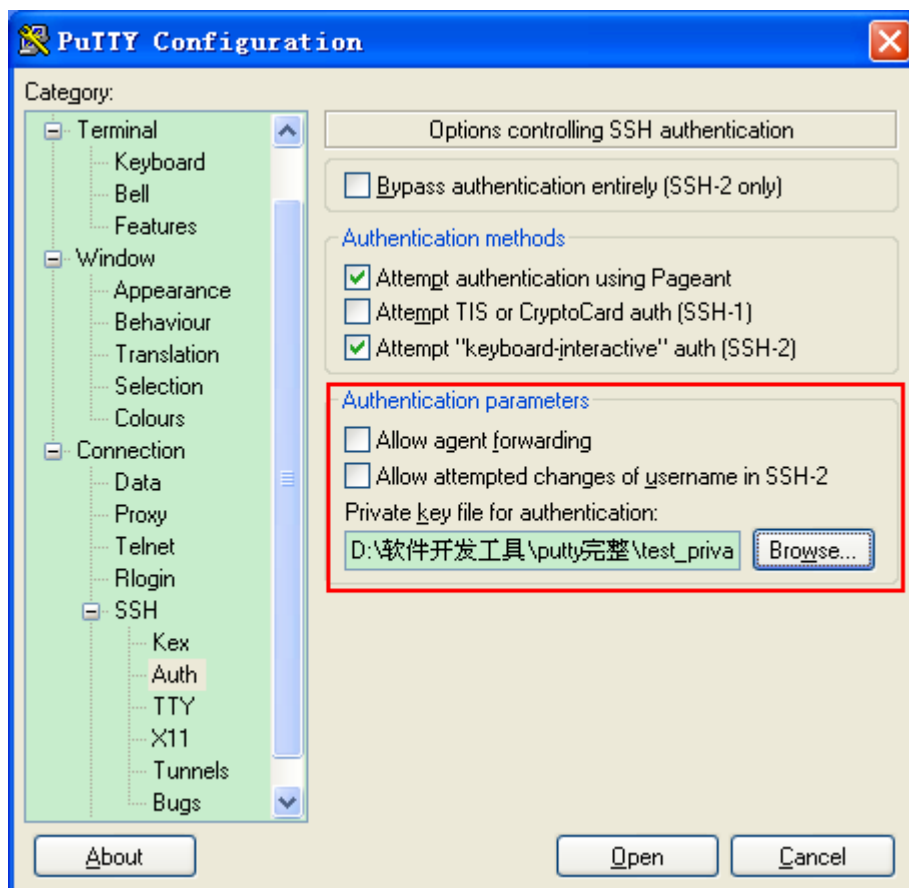 PuTTY Configuration
Category:
Terminal
Keyboard
Bell
Features
Window
Appearance
Behaviour
Translation
Selection
Colours
Connection
Data
Proxy
Telnet
Rlogin
SSH
Kex
Auth
TTY
X11
Tunnels
Bugs
Options controlling SSH authentication
Bypass authentication entirely (SSH-2 only)
Authentication methods
Attempt authentication using Pageant
Attempt TIS or CryptoCard auth (SSH-1)
Attempt "keyboard-interactive" auth (SSH-2)
Authentication parameters
Allow agent forwarding
Allow attempted changes of username in SSH-2
Private key file for authentication:
D:\软件开发工具\putty完整\test_priva Browse...
About Open Cancel